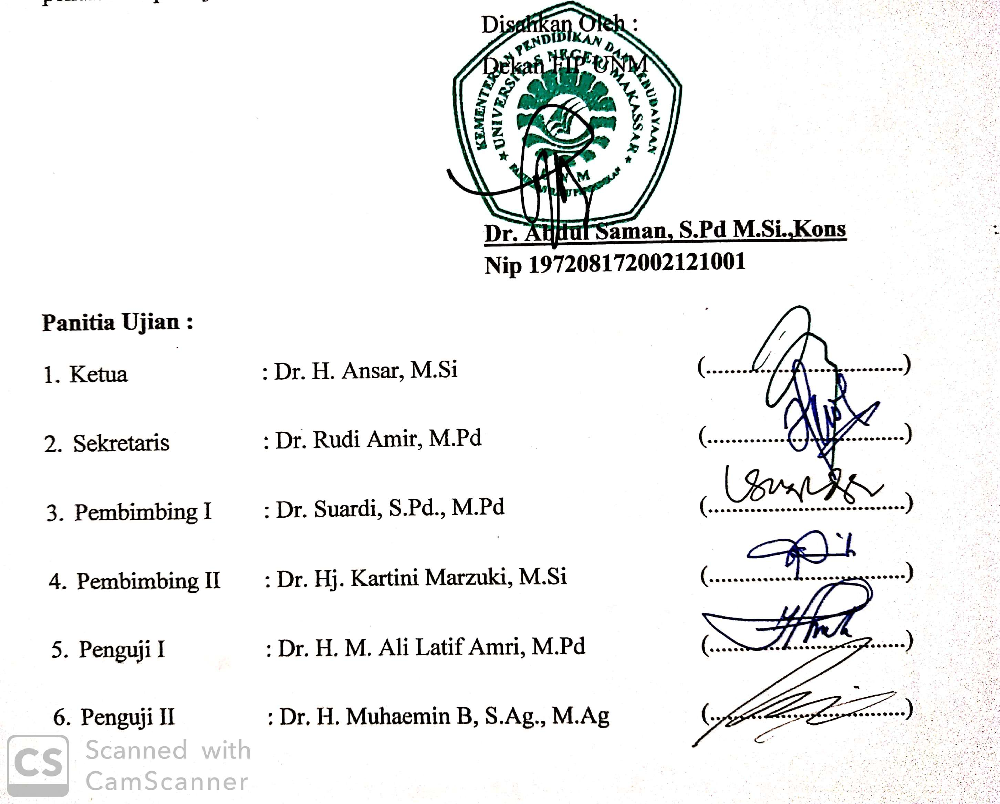 Disahkan Oleh :
KEMENTERIAN PENDIDIKAN DAN KEBUDAYAAN
UNIVERSITAS NEGERI MAKASSAR
Dekan FIP UNM
Dr. Abdul Saman, S.Pd M.Si.,Kons
:
Nip 197208172002121001
Panitia Ujian :
1. Ketua : Dr. H. Ansar, M.Si (..................................)
2. Sekretaris : Dr. Rudi Amir, M.Pd (..................................)
3. Pembimbing I : Dr. Suardi, S.Pd., M.Pd (..................................)
4. Pembimbing II : Dr. Hj. Kartini Marzuki, M.Si (..................................)
5. Penguji I : Dr. H. M. Ali Latif Amri, M.Pd (..................................)
6. Penguji II : Dr. H. Muhaemin B, S.Ag., M.Ag (..................................)
CS Scanned with
CamScanner